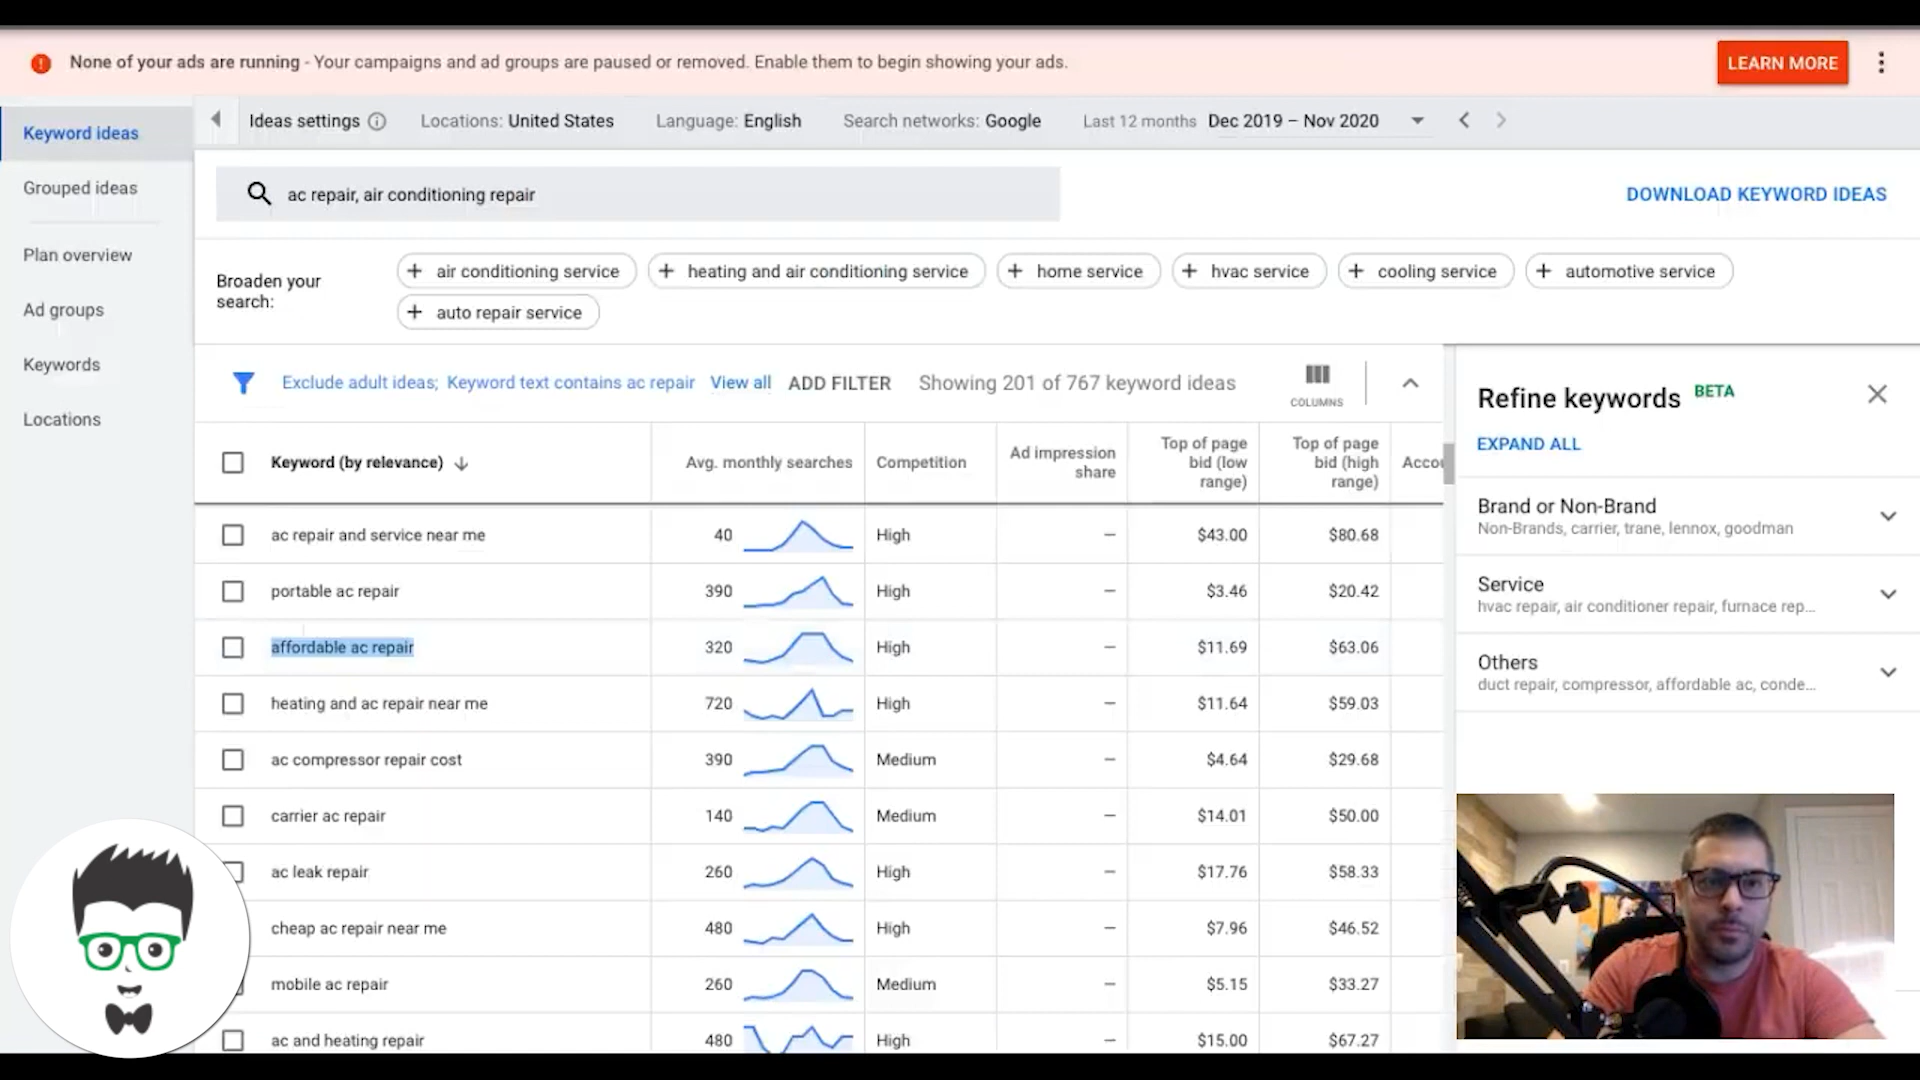 None of your ads are running - Your campaigns and ad groups are paused or removed. Enable them to begin showing your ads.
LEARN MORE
Keyword ideas
Grouped ideas
Plan overview
Ad groups
Keywords
Locations
Ideas settings
Locations: United States
Language: English
Search networks: Google
Last 12 months Dec 2019 – Nov 2020
ac repair, air conditioning repair
DOWNLOAD KEYWORD IDEAS
Broaden your
search:
+ air conditioning service
+ heating and air conditioning service
+ home service
+ hvac service
+ cooling service
+ automotive service
+ auto repair service
Exclude adult ideas; Keyword text contains ac repair View all ADD FILTER Showing 201 of 767 keyword ideas
COLUMNS
Keyword (by relevance)
Avg. monthly searches
Competition
Ad impression
share
Top of page
bid (low
range)
Top of page
bid (high
range)
Accou
ac repair and service near me 40 High – $43.00 $80.68
portable ac repair 390 High – $3.46 $20.42
affordable ac repair 320 High – $11.69 $63.06
heating and ac repair near me 720 High – $11.64 $59.03
ac compressor repair cost 390 Medium – $4.64 $29.68
carrier ac repair 140 Medium – $14.01 $50.00
ac leak repair 260 High – $17.76 $58.33
cheap ac repair near me 480 High – $7.96 $46.52
mobile ac repair 260 Medium – $5.15 $33.27
ac and heating repair 480 High – $15.00 $67.27
Refine keywords BETA
EXPAND ALL
Brand or Non-Brand
Non-Brands, carrier, trane, lennox, goodman
Service
hvac repair, air conditioner repair, furnace rep...
Others
duct repair, compressor, affordable ac, conde...